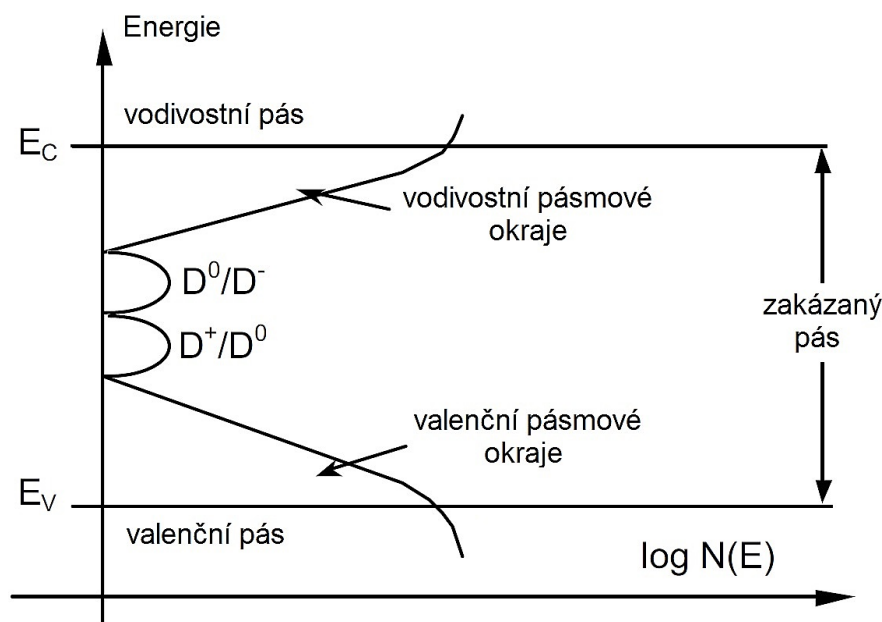 Energie
vodivostní pás
E_C
vodivostní pásmové
okraje
D⁰/D⁻
zakázaný
pás
D⁺/D⁰
valenční pásmové
okraje
E_V
valenční pás
log N(E)